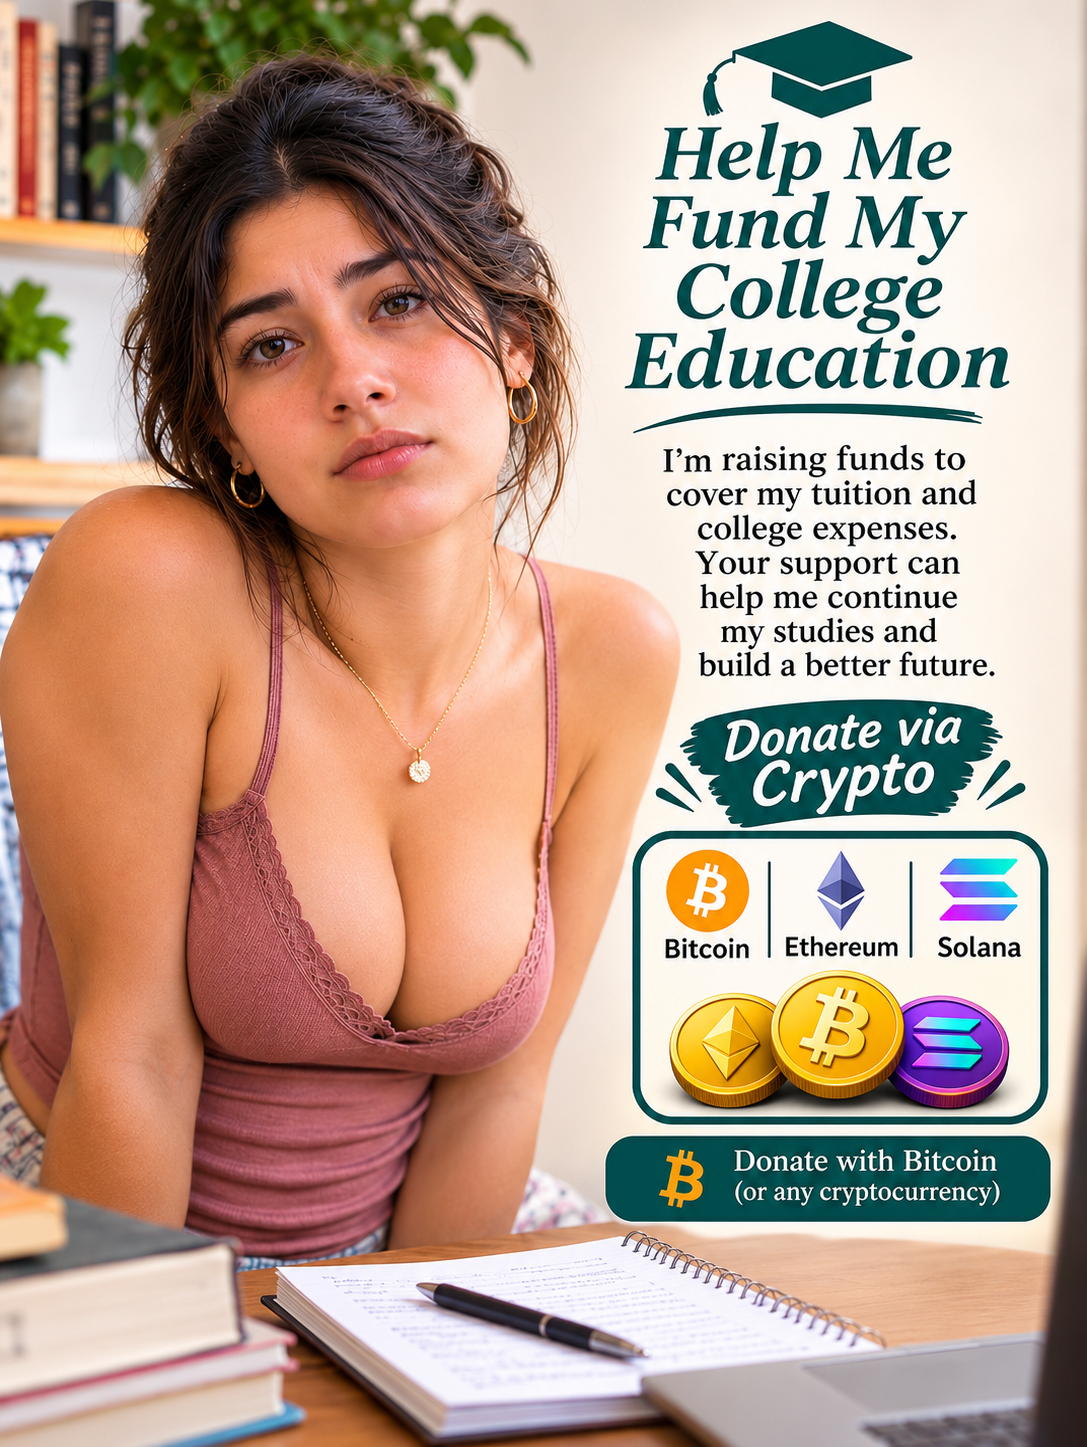 Help Me
Fund My
College
Education
I'm raising funds to
cover my tuition and
college expenses.
Your support can
help me continue
my studies and
build a better future.
Donate via
Crypto
Bitcoin
Ethereum
Solana
Donate with Bitcoin
(or any cryptocurrency)